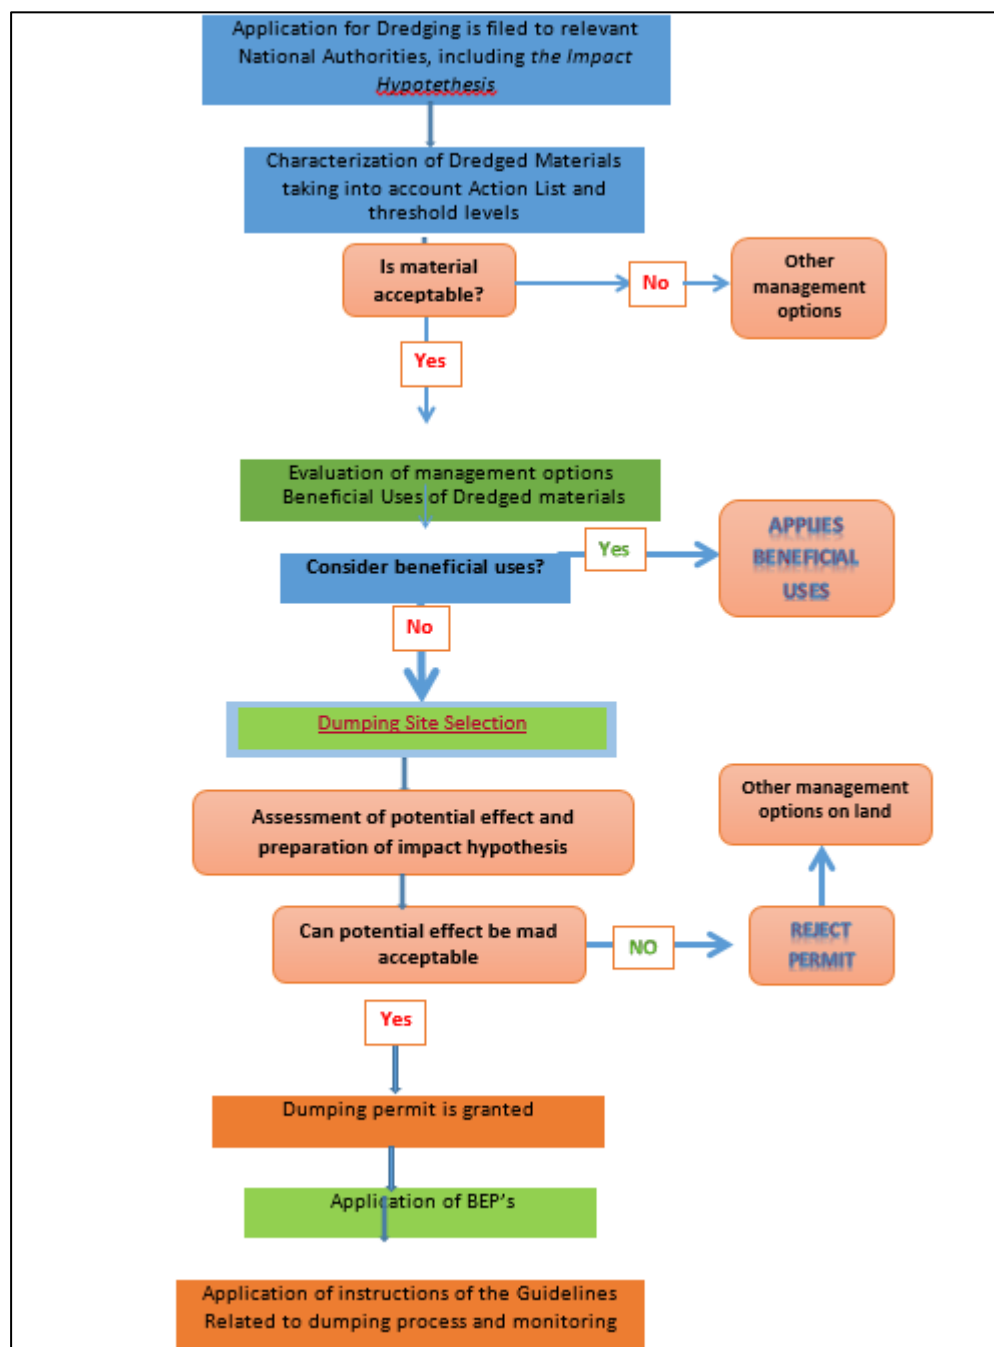 Application for Dredging is filed to relevant
National Authorities, including the Impact
Hypotethesis
Characterization of Dredged Materials
taking into account Action List and
threshold levels
Is material
acceptable?
No
Other
management
options
Yes
Evaluation of management options
Beneficial Uses of Dredged materials
Consider beneficial uses?
Yes
APPLIES
BENEFICIAL
USES
No
Dumping Site Selection
Assessment of potential effect and
preparation of impact hypothesis
Other management
options on land
Can potential effect be mad
acceptable
NO
REJECT
PERMIT
Yes
Dumping permit is granted
Application of BEP's
Application of instructions of the Guidelines
Related to dumping process and monitoring